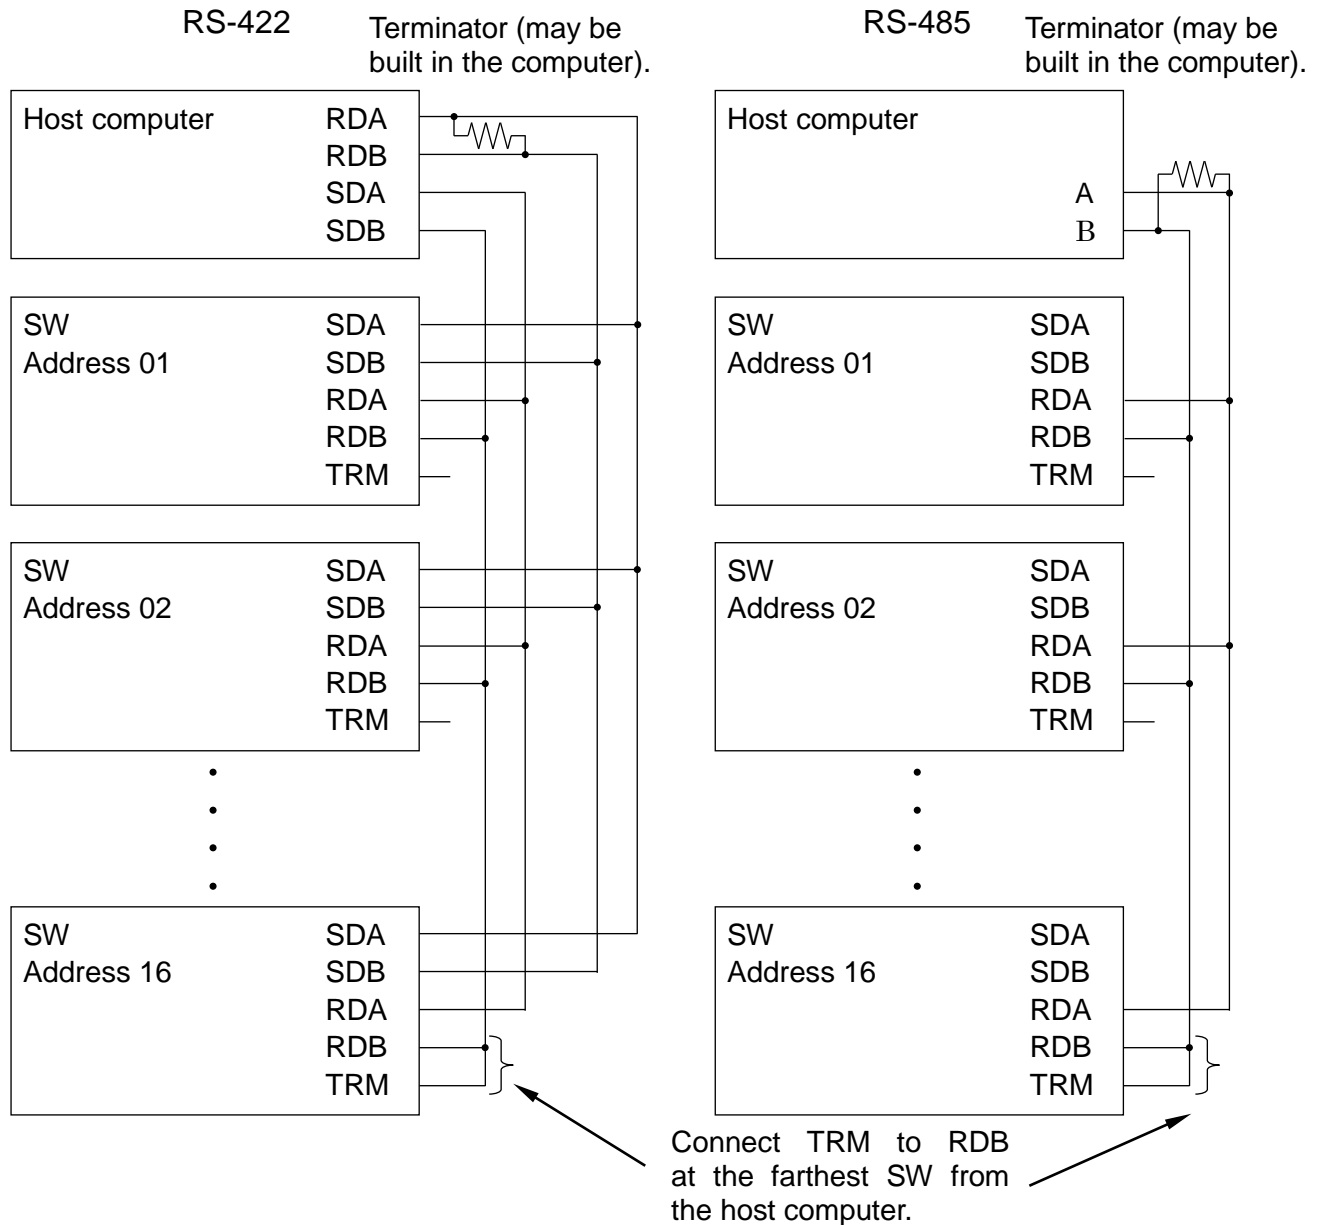 RS-422
Terminator (may be
built in the computer).
Host computer
RDA
RDB
SDA
SDB
SW
Address 01
SDA
SDB
RDA
RDB
TRM
SW
Address 02
SDA
SDB
RDA
RDB
TRM
SW
Address 16
SDA
SDB
RDA
RDB
TRM
RS-485
Terminator (may be
built in the computer).
Host computer
A
B
SW
Address 01
SDA
SDB
RDA
RDB
TRM
SW
Address 02
SDA
SDB
RDA
RDB
TRM
SW
Address 16
SDA
SDB
RDA
RDB
TRM
Connect TRM to RDB
at the farthest SW from
the host computer.